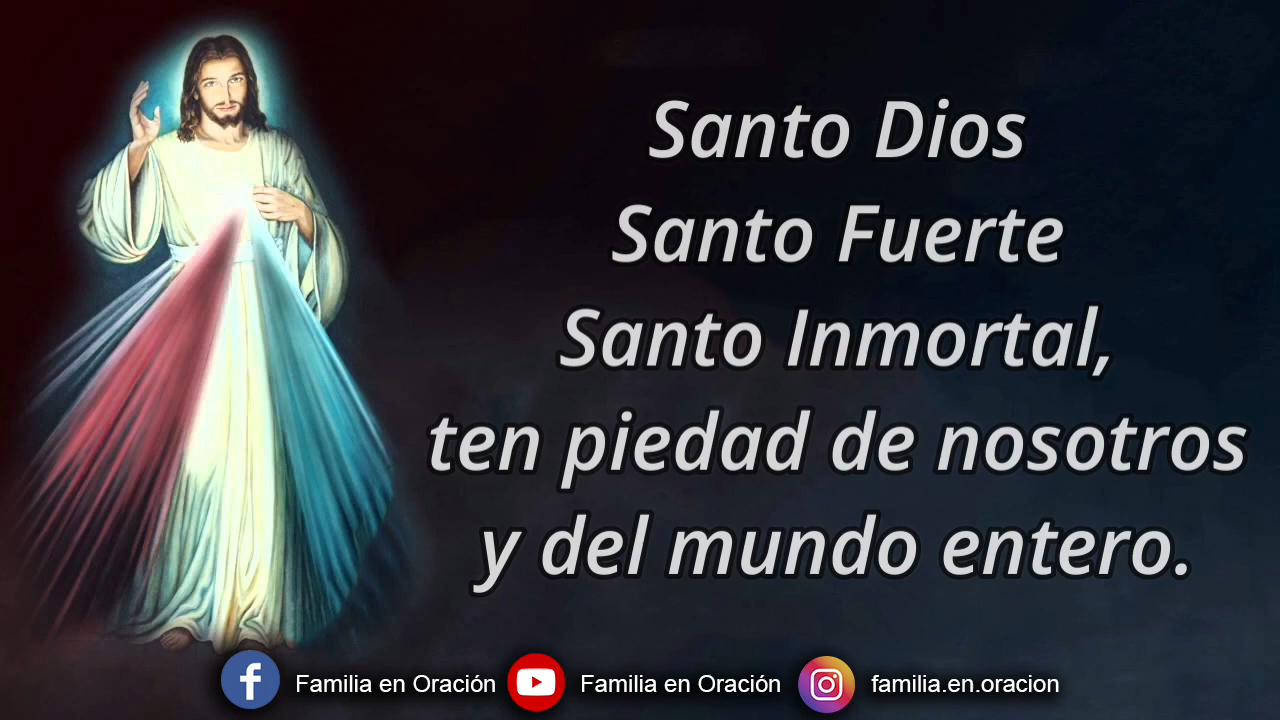 Santo Dios
Santo Fuerte
Santo Inmortal,
ten piedad de nosotros
y del mundo entero.
Familia en Oración
Familia en Oración
familia.en.oracion